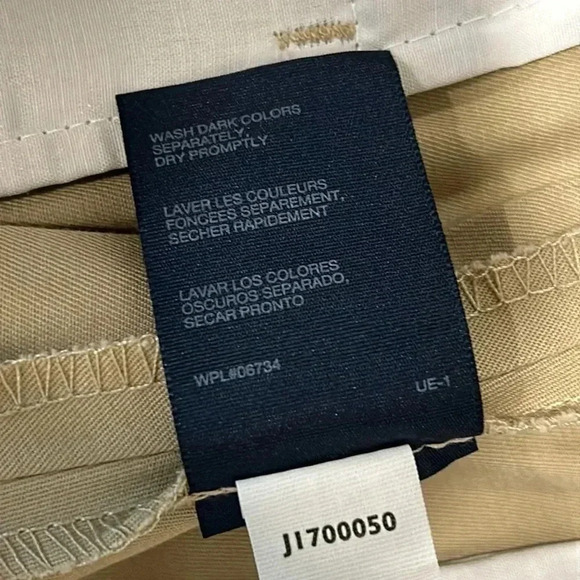 WASH DARK COLORS
SEPARATELY,
DRY PROMPTLY
LAVER LES COULEURS
FONCEES SEPAREMENT,
SECHER RAPIDEMENT
LAVAR LOS COLORES
OSCUROS SEPARADO,
SECAR PRONTO
WPL#06734
UE-1
J1700050